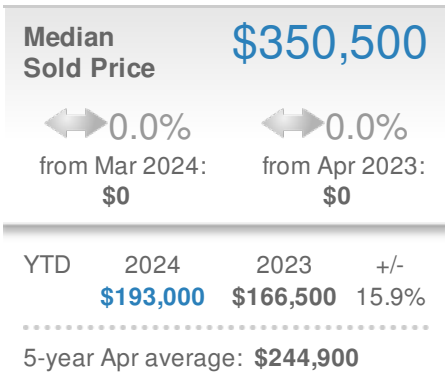 Median
Sold Price
$350,500
0.0%
from Mar 2024:
$0
0.0%
from Apr 2023:
$0
YTD 2024 2023 +/-
$193,000 $166,500 15.9%
5-year Apr average: $244,900